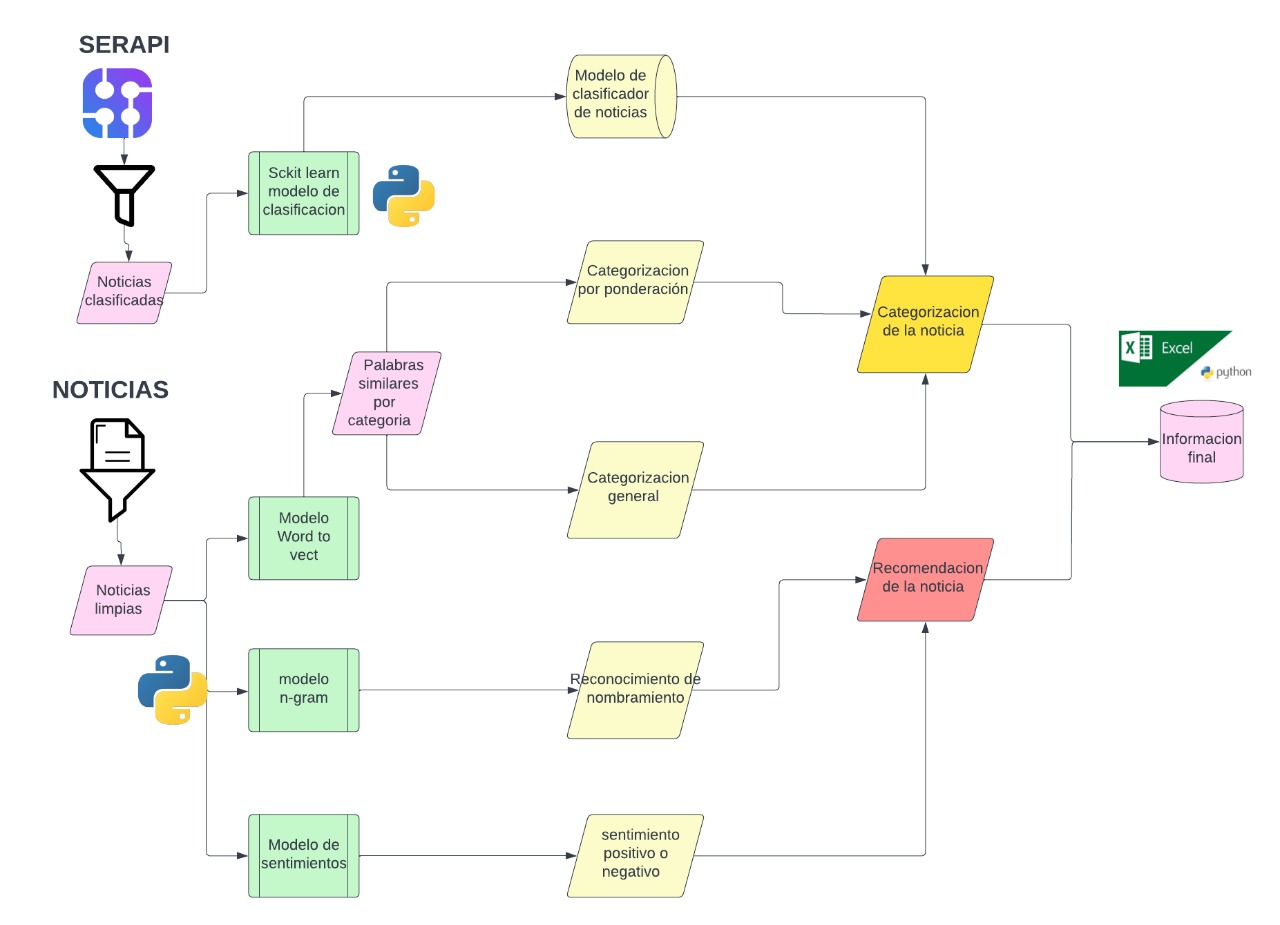 SERAPI
Modelo de
clasificador
de noticias
Sckit learn
modelo de
clasificacion
Noticias
clasificadas
Categorizacion
por ponderación
Categorizacion
de la noticia
X
Excel
python
Palabras
similares
por
categoria
NOTICIAS
Informacion
final
Categorizacion
general
Modelo
Word to
vect
Noticias
limpias
Recomendacion
de la noticia
modelo
n-gram
Reconocimiento de
nombramiento
Modelo de
sentimientos
sentimiento
positivo o
negativo